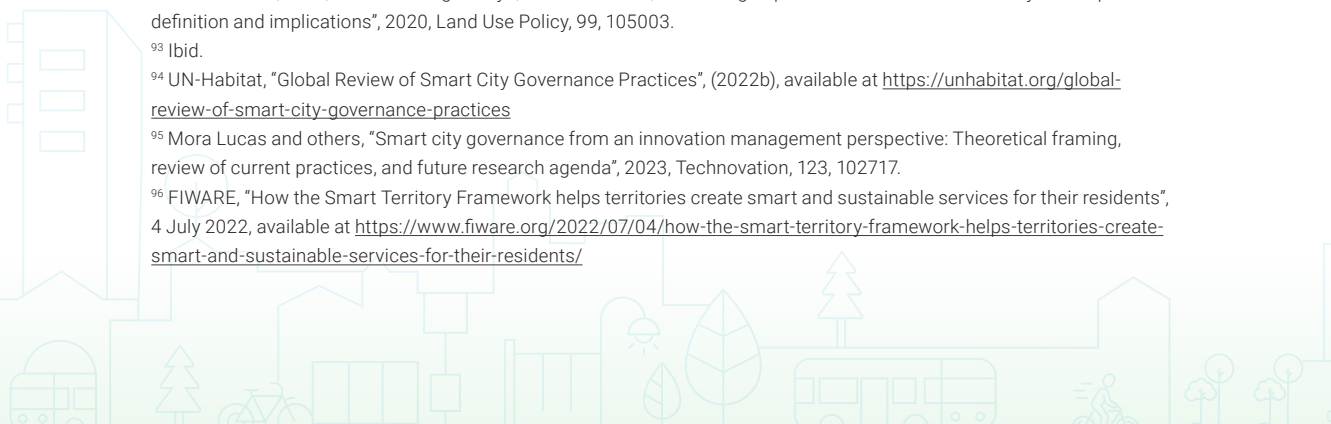 definition and implications”, 2020, Land Use Policy, 99, 105003.
93 Ibid.
94 UN-Habitat, “Global Review of Smart City Governance Practices”, (2022b), available at https://unhabitat.org/global-
review-of-smart-city-governance-practices
95 Mora Lucas and others, “Smart city governance from an innovation management perspective: Theoretical framing,
review of current practices, and future research agenda”, 2023, Technovation, 123, 102717.
96 FIWARE, “How the Smart Territory Framework helps territories create smart and sustainable services for their residents”,
4 July 2022, available at https://www.fiware.org/2022/07/04/how-the-smart-territory-framework-helps-territories-create-
smart-and-sustainable-services-for-their-residents/